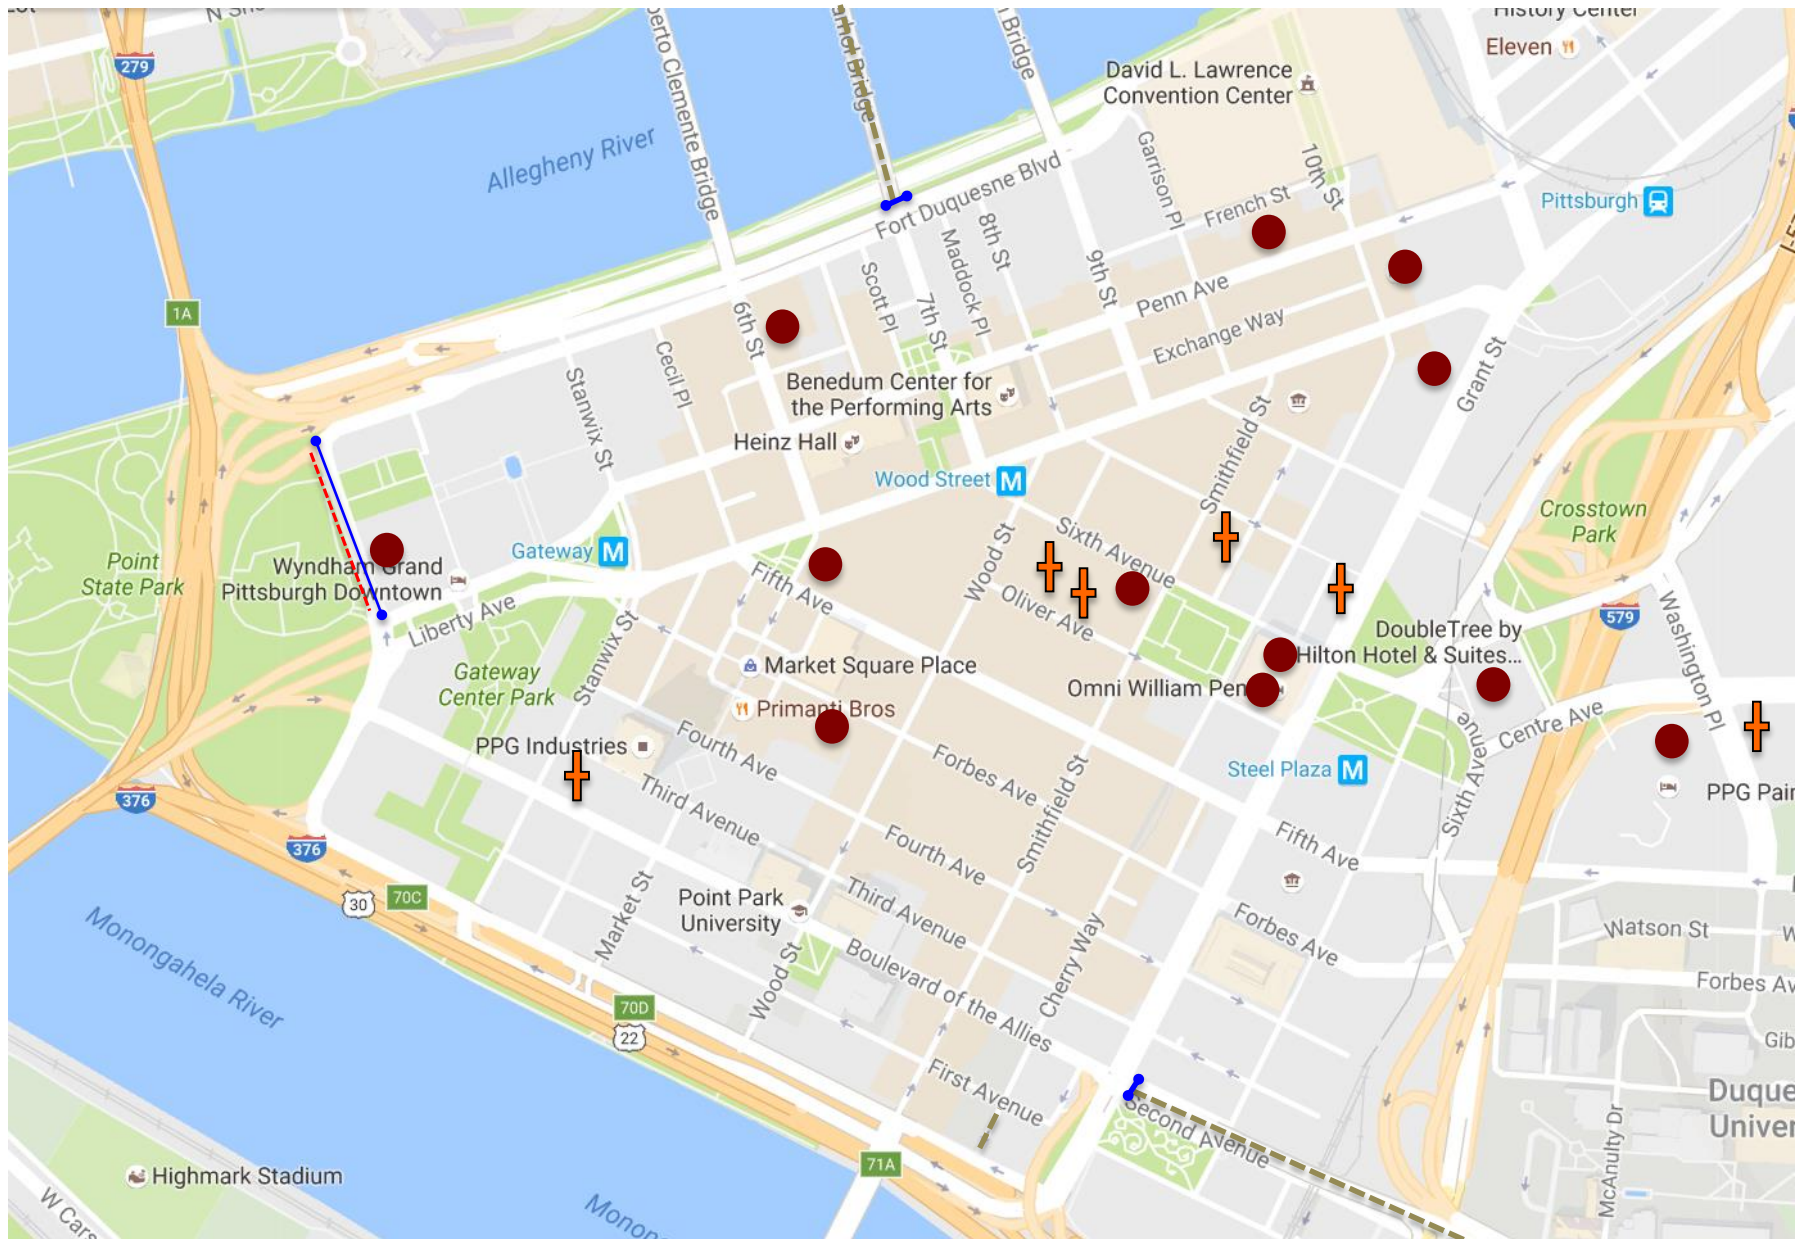 279
Allegheny River
Bridge
David L. Lawrence
Convention Center
History Center
Eleven
Roberto Clemente Bridge
Bridge
Garrison Pl
10th St
French St
Pittsburgh
Fort Duquesne Blvd
8th St
Maddock Pl
9th St
Scott Pl
7th St
Penn Ave
Exchange Way
1A
6th St
Cecil Pl
Stanwix St
Benedum Center for
the Performing Arts
Grant St
Heinz Hall
Smithfield St
Wood Street
M
Crosstown
Park
Sixth Avenue
Wood St
Gateway
M
Point
State Park
Wyndham Grand
Pittsburgh Downtown
Fifth Ave
Oliver Ave
579
Washington Pl
Liberty Ave
DoubleTree by
Hilton Hotel & Suites...
Gateway
Center Park
Stanwix St
Market Square Place
Omni William Pen
Primanti Bros
Centre Ave
Sixth Avenue
PPG Industries
Fourth Ave
Forbes Ave
Steel Plaza
M
Third Avenue
Smithfield St
PPG Pain
376
376
Fifth Ave
Fourth Ave
70C
30
Point Park
University
Third Avenue
Market St
Forbes Ave
Watson St
Monongahela River
Boulevard of the Allies
Cherry Way
Wood St
Forbes Av
70D
22
Gib
First Avenue
Second Avenue
Duque
Univer
McAnulty Dr
71A
Highmark Stadium
W Cars
Monon